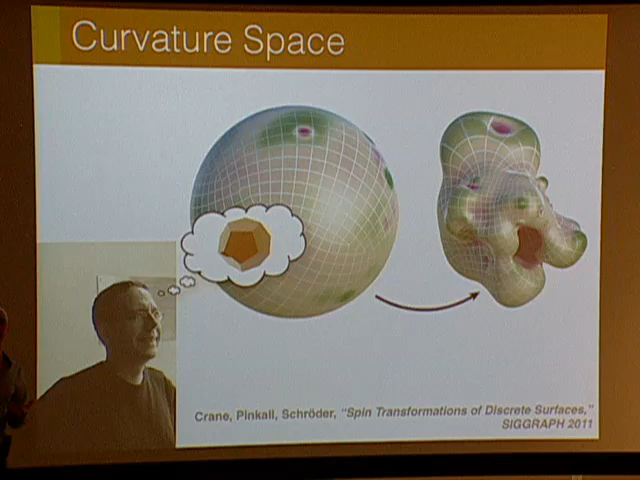 Curvature Space
Crane, Pinkall, Schröder, “Spin Transformations of Discrete Surfaces,”
SIGGRAPH 2011